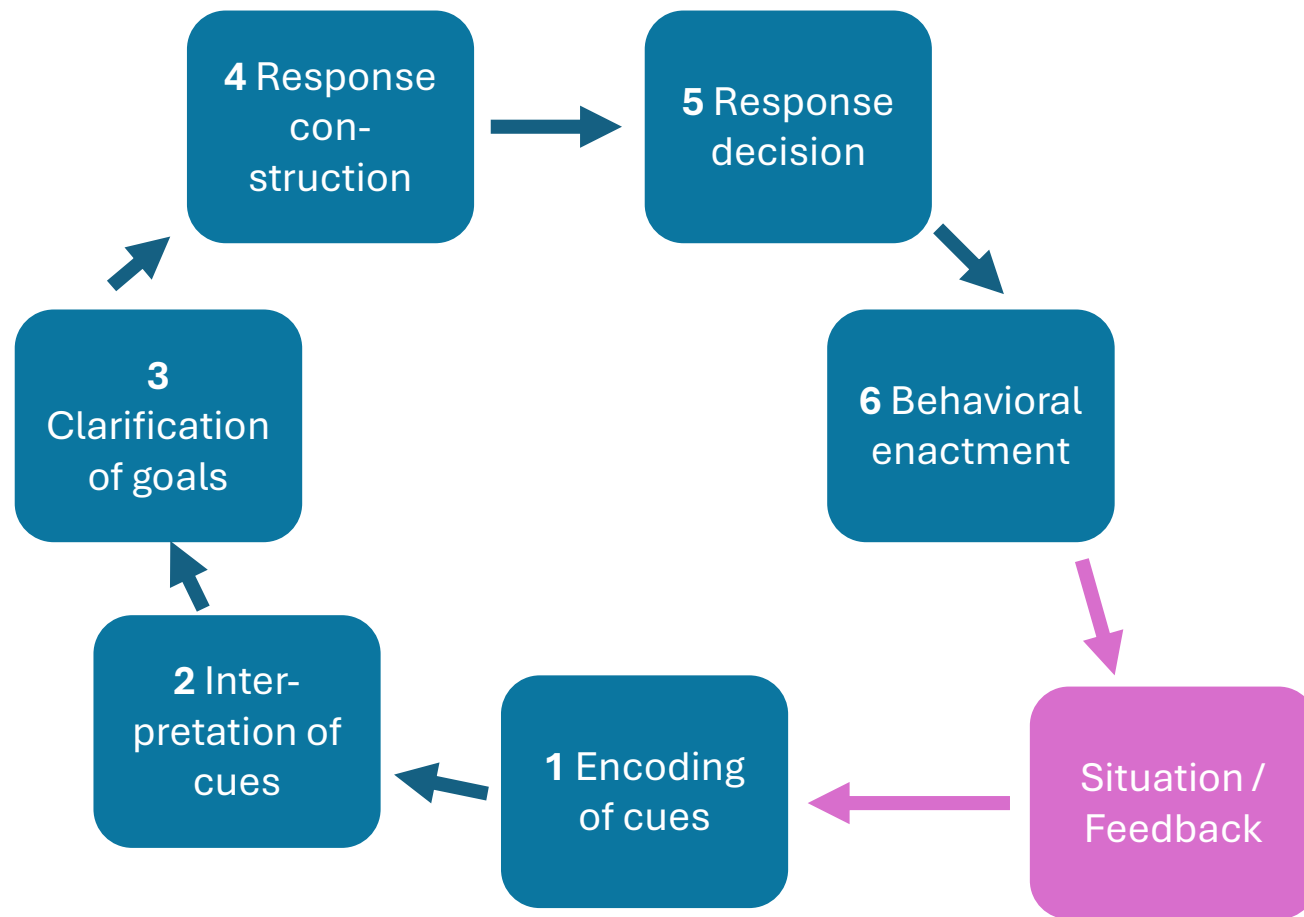 4 Response
con-
struction
5 Response
decision
3
Clarification
of goals
6 Behavioral
enactment
2 Inter-
pretation of
cues
1 Encoding
of cues
Situation /
Feedback